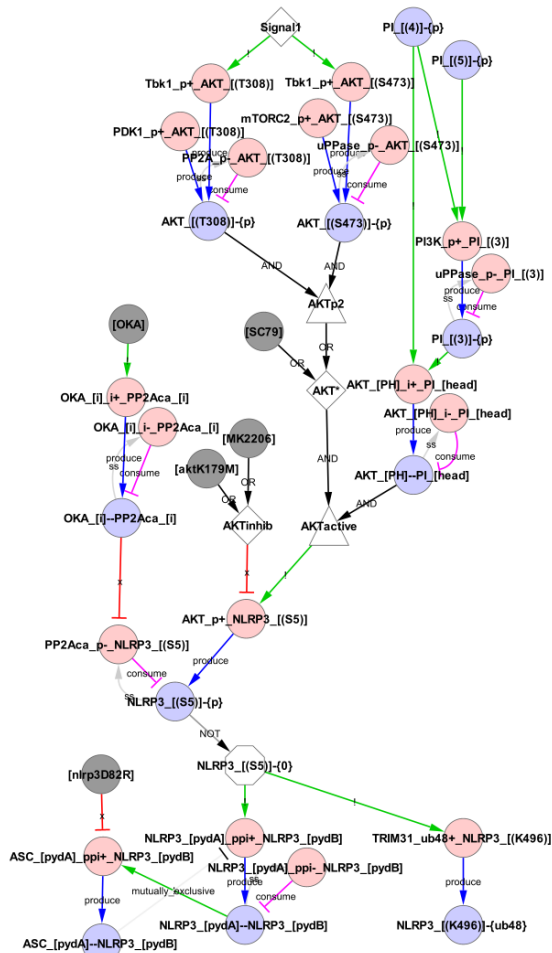 Signal1
PI_[(4)]-{p}
PI_[(5)]-{p}
!
!
Tbk1_p+_AKT_[(T308)]
Tbk1_p+_AKT_[(S473)]
mTORC2_p+_AKT_[(S473)]
PDK1_p+_AKT_[(T308)]
uPPase_p-_AKT_[(S473)]
PP2A_p-_AKT_[(T308)]
produce
produce
ss
ss
produce
consume
produce
consume
AKT_[(T308)]-{p}
AKT_[(S473)]-{p}
PI3K_p+_PI_[(3)]
uPPase_p-_PI_[(3)]
produce
ss
consume
AND
AND
AKTp2
[OKA]
[SC79]
OR
OR
PI_[(3)]-{p}
!
OKA_[i]_i+_PP2Aca_[i]
AKT*
AKT_[PH]_i+_PI_[head]
OKA_[i]_i-_PP2Aca_[i]
AKT_[PH]_i-_PI_[head]
[MK2206]
produce
ss
consume
[aktK179M]
produce
ss
consume
OR
OR
AND
AKT_[PH]--PI_[head]
AND
OKA_[i]--PP2Aca_[i]
AKTinhib
AKTactive
x
x
!
AKT_p+_NLRP3_[(S5)]
PP2Aca_p-_NLRP3_[(S5)]
produce
consume
ss
NLRP3_[(S5)]-{p}
NOT
NLRP3_[(S5)]-{0}
[nlrp3D82R]
x
!
!
NLRP3_[pydA]_ppi+_NLRP3_[pydB]
TRIM31_ub48+_NLRP3_[(K496)]
ASC_[pydA]_ppi+_NLRP3_[pydB]
NLRP3_[pydA]_ppi-_NLRP3_[pydB]
ss
mutually_exclusive
produce
produce
consume
produce
NLRP3_[pydA]--NLRP3_[pydB]
NLRP3_[(K496)]-{ub48}
ASC_[pydA]--NLRP3_[pydB]